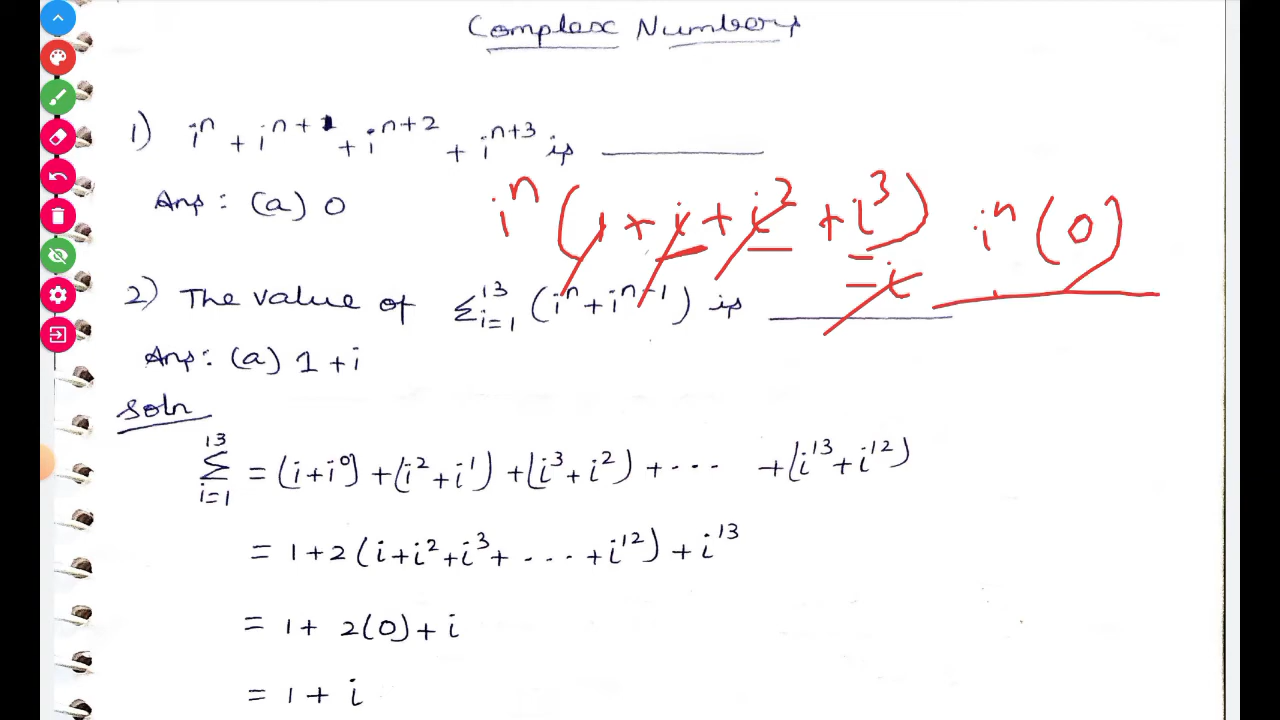 Complex Numbers
1) i^n + i^{n+1} + i^{n+2} + i^{n+3} is ________
Ans : (a) 0
i^n (1 + i + i^2 + i^3) i^n (0)
- i
2) The value of Σ_{i=1}^{13} (i^n + i^{n-1}) is ________
Ans : (a) 1 + i
Soln
Σ_{i=1}^{13} = (i + i^0) + (i^2 + i^1) + (i^3 + i^2) + ... + (i^{13} + i^{12})
= 1 + 2 (i + i^2 + i^3 + .... + i^{12}) + i^{13}
= 1 + 2(0) + i
= 1 + i